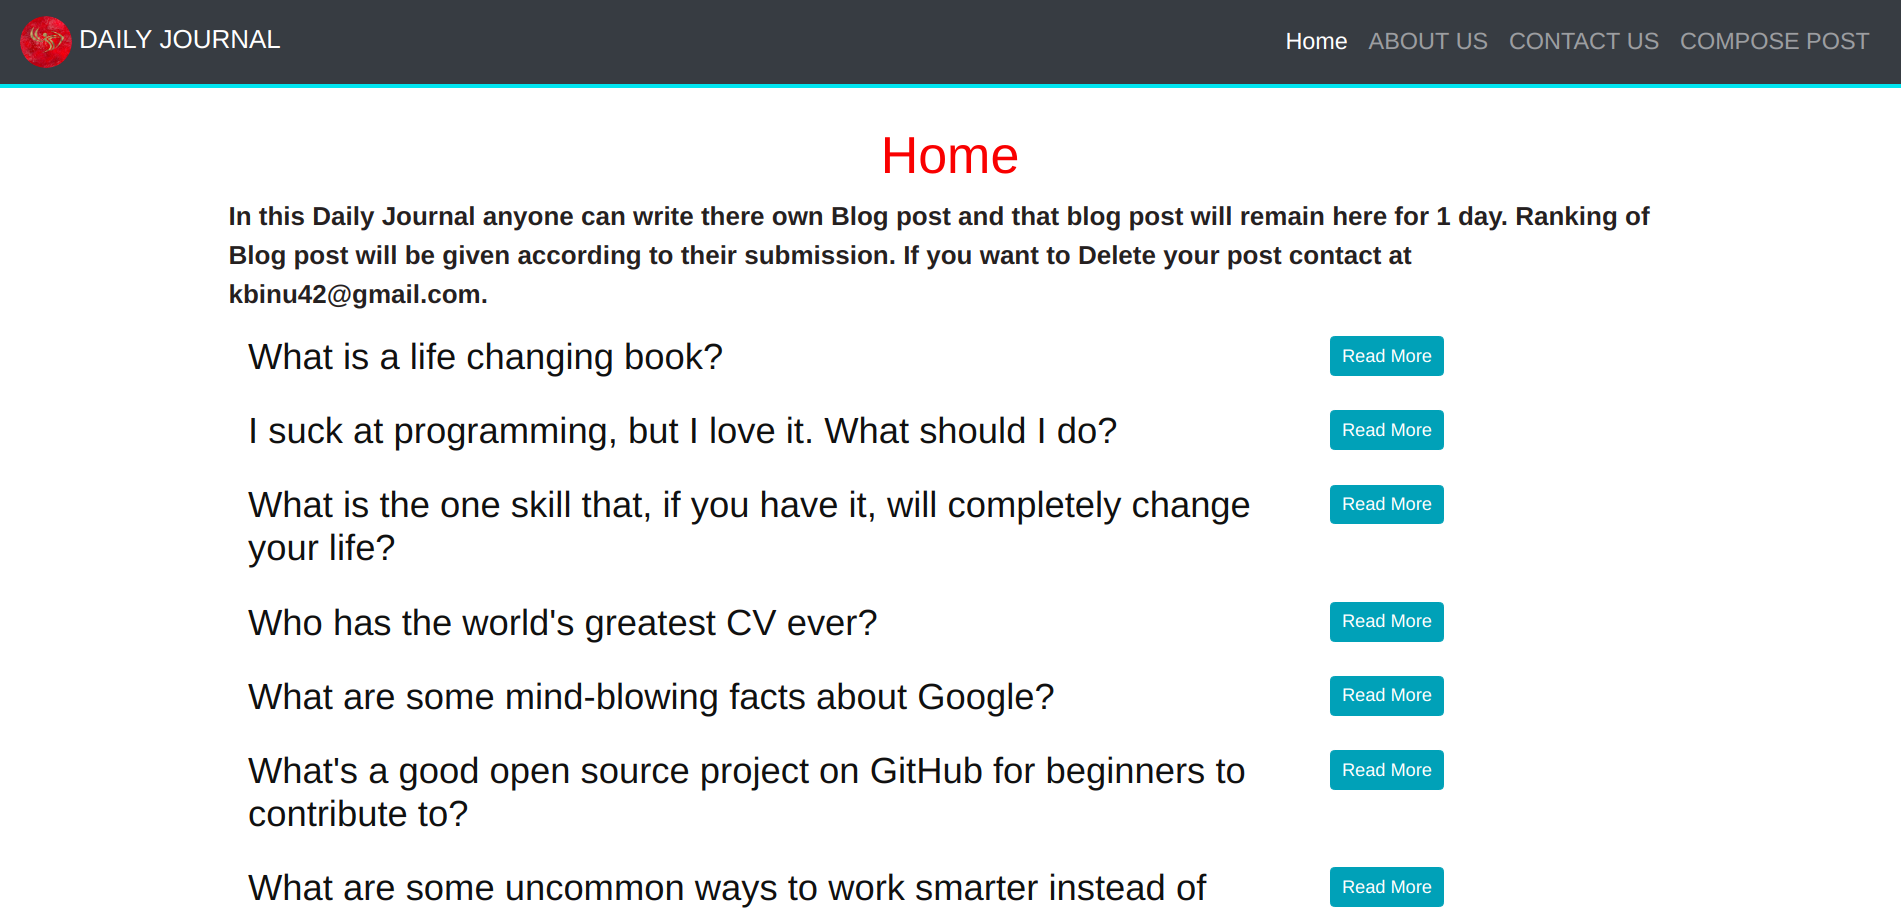 DAILY JOURNAL
Home ABOUT US CONTACT US COMPOSE POST
Home
In this Daily Journal anyone can write there own Blog post and that blog post will remain here for 1 day. Ranking of
Blog post will be given according to their submission. If you want to Delete your post contact at
kbinu42@gmail.com.
What is a life changing book?
Read More
I suck at programming, but I love it. What should I do?
Read More
What is the one skill that, if you have it, will completely change
your life?
Read More
Who has the world's greatest CV ever?
Read More
What are some mind-blowing facts about Google?
Read More
What's a good open source project on GitHub for beginners to
contribute to?
Read More
What are some uncommon ways to work smarter instead of
Read More